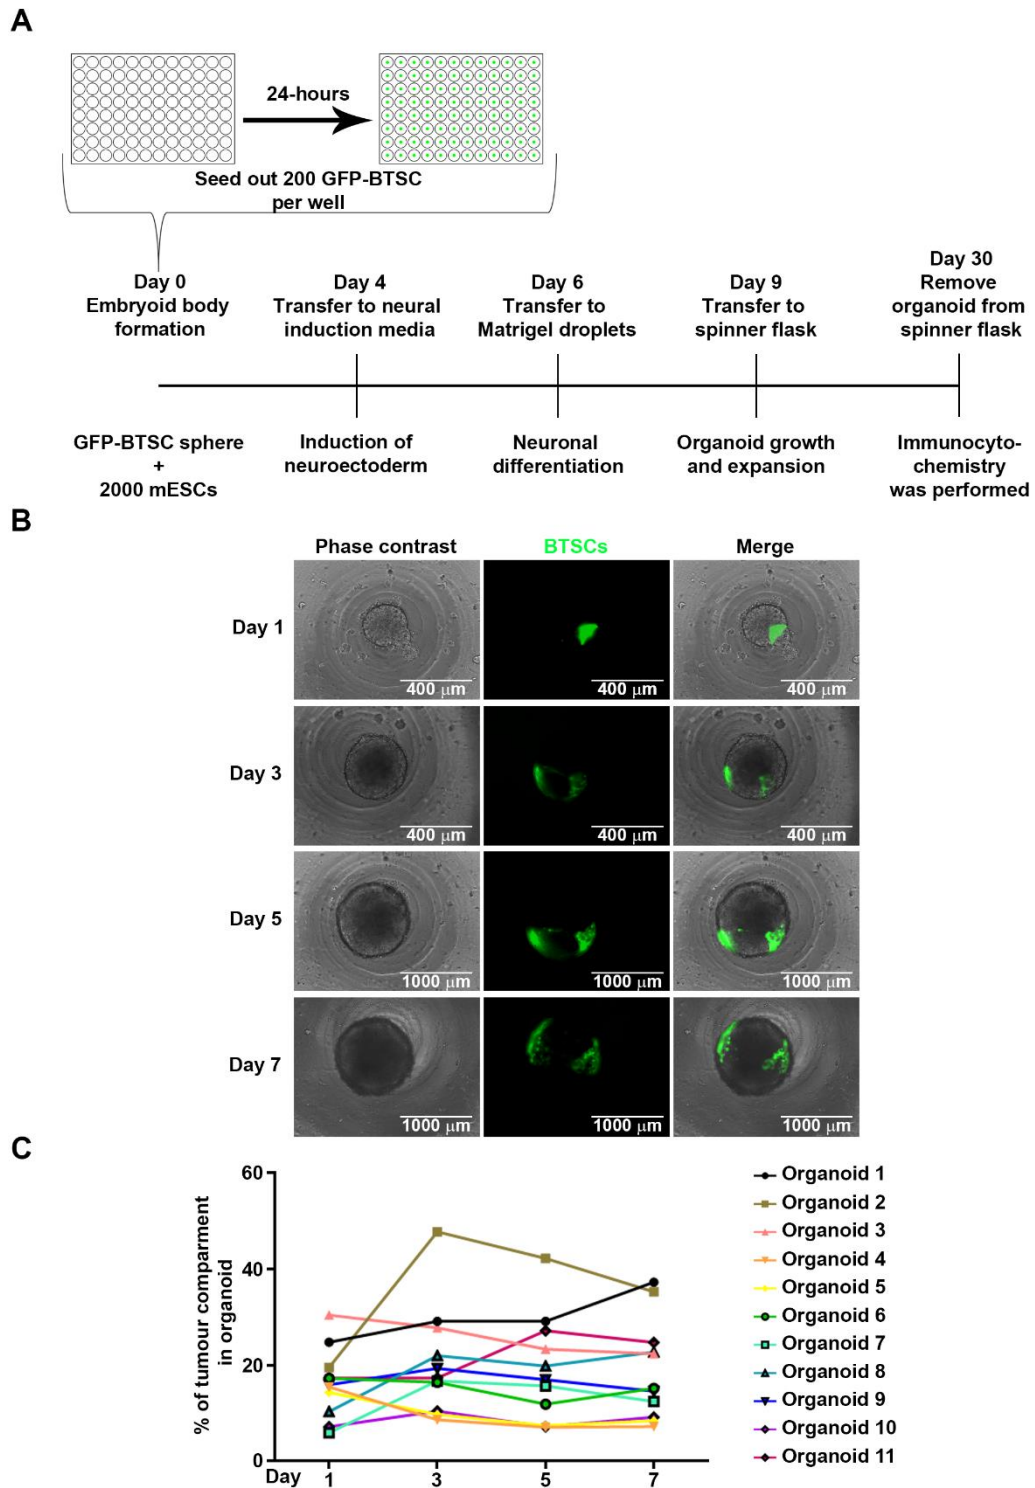 A
24-hours
Seed out 200 GFP-BTSC
per well
Day 0
Embryoid body
formation
Day 4
Transfer to neural
induction media
Day 6
Transfer to
Matrigel droplets
Day 9
Transfer to
spinner flask
Day 30
Remove
organoid from
spinner flask
GFP-BTSC sphere
+
2000 mESCs
Induction of
neuroectoderm
Neuronal
differentiation
Organoid growth
and expansion
Immunocyto-
chemistry
was performed
B
Phase contrast
BTSCs
Merge
Day 1
400 μm
400 μm
400 μm
Day 3
400 μm
400 μm
400 μm
Day 5
1000 μm
1000 μm
1000 μm
Day 7
1000 μm
1000 μm
1000 μm
C
% of tumour comparment
in organoid
60
40
20
0
Day
1
3
5
7
Organoid 1
Organoid 2
Organoid 3
Organoid 4
Organoid 5
Organoid 6
Organoid 7
Organoid 8
Organoid 9
Organoid 10
Organoid 11